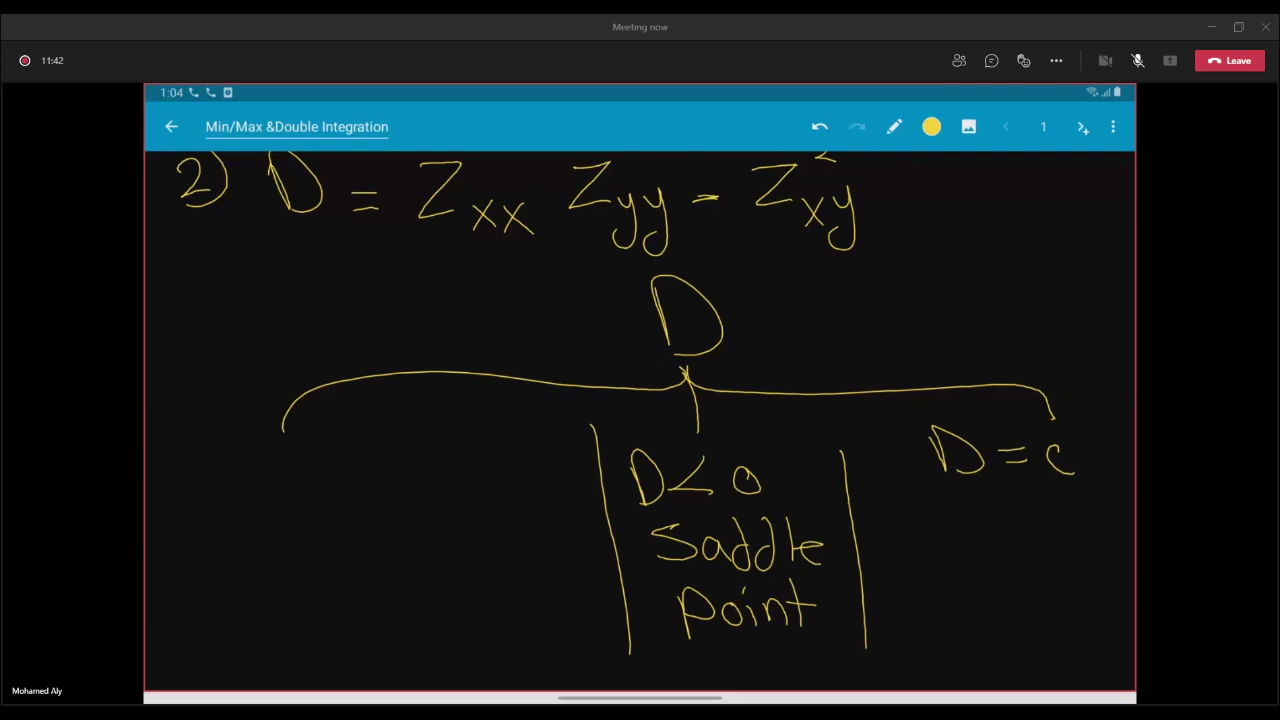 Meeting now
11:42
Leave
1:04
Min/Max &Double Integration
1
2) D = Zxx Zyy - Z²xy
D
D<0
D = c
Saddle
point
Mohamed Aly